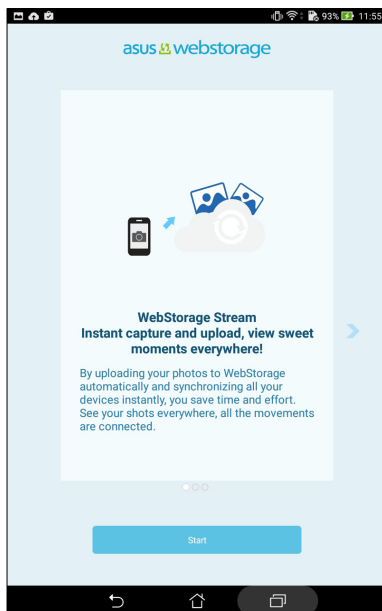 93% 11:55
asus webstorage
WebStorage Stream
Instant capture and upload, view sweet
moments everywhere!
By uploading your photos to WebStorage
automatically and synchronizing all your
devices instantly, you save time and effort.
See your shots everywhere, all the movements
are connected.
Start